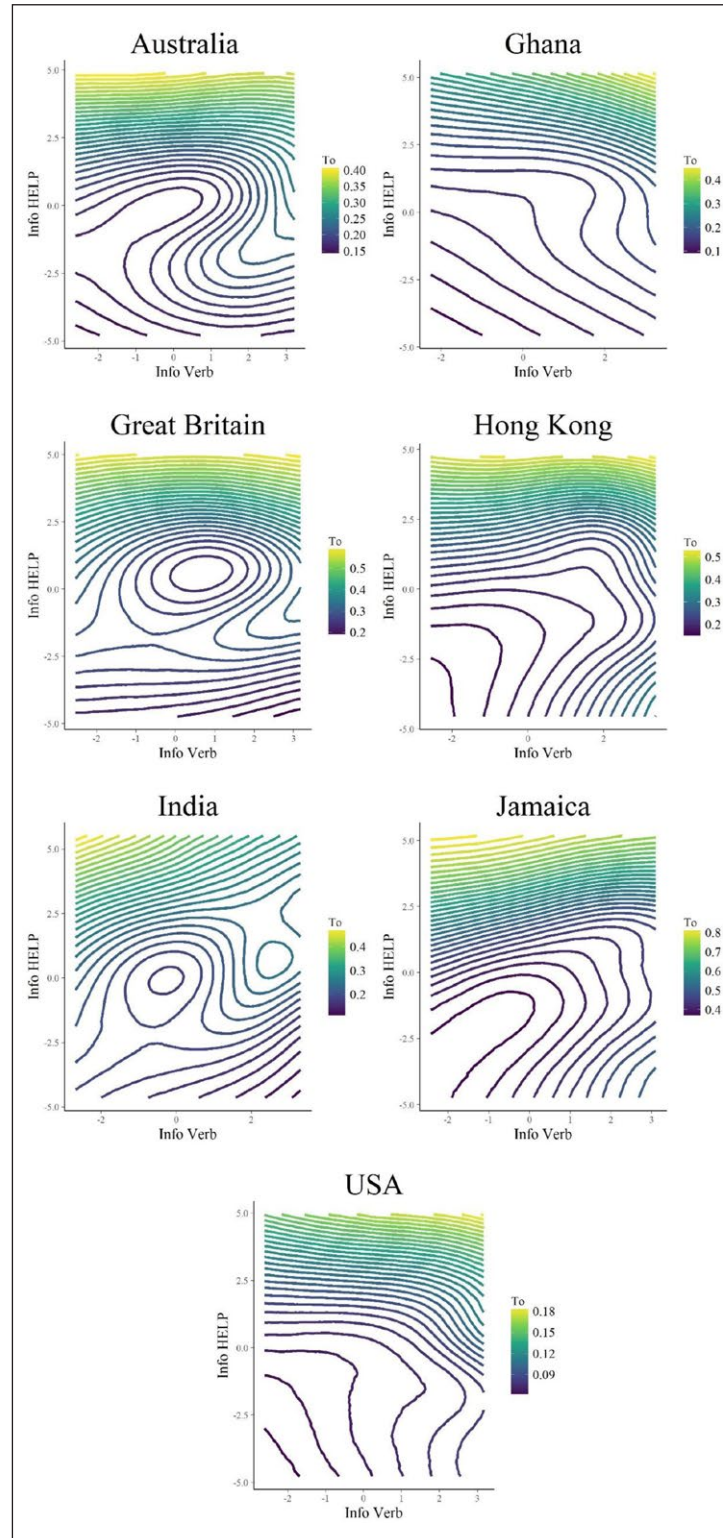 Australia
5.0
2.5
0.0
-2.5
-5.0
Info HELP
-2 -1 0 1 2 3
Info Verb
To
0.40
0.35
0.30
0.25
0.20
0.15
Ghana
5.0
2.5
0.0
-2.5
-5.0
Info HELP
-2 0 2
Info Verb
To
0.4
0.3
0.2
0.1
Great Britain
5.0
2.5
0.0
-2.5
-5.0
Info HELP
-2 -1 0 1 2 3
Info Verb
To
0.5
0.4
0.3
0.2
Hong Kong
5.0
2.5
0.0
-2.5
-5.0
Info HELP
-2 0 2
Info Verb
To
0.5
0.4
0.3
0.2
India
5.0
2.5
0.0
-2.5
-5.0
Info HELP
-2 0 2
Info Verb
To
0.4
0.3
0.2
Jamaica
5.0
2.5
0.0
-2.5
-5.0
Info HELP
-2 -1 0 1 2 3
Info Verb
To
0.8
0.7
0.6
0.5
0.4
USA
5.0
2.5
0.0
-2.5
-5.0
Info HELP
-2 -1 0 1 2 3
Info Verb
To
0.18
0.15
0.12
0.09